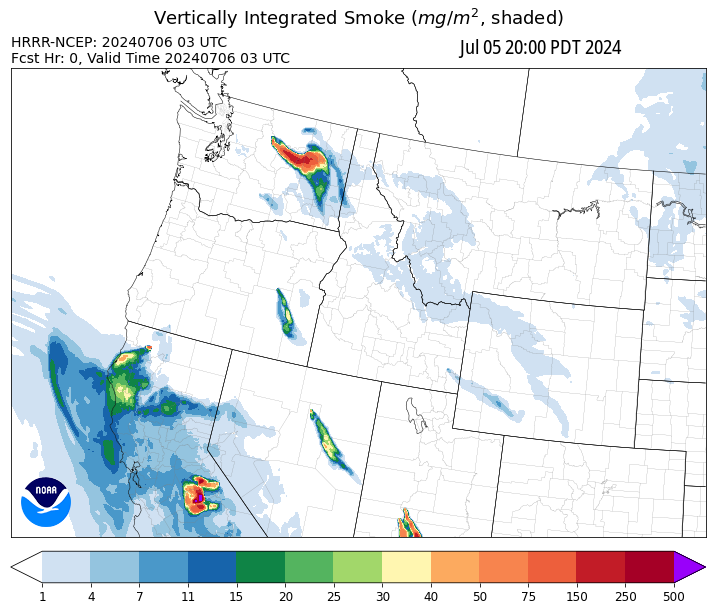 Vertically Integrated Smoke (mg/m², shaded)
HRRR-NCEP: 20240706 03 UTC
Fcst Hr: 0, Valid Time 20240706 03 UTC
Jul 05 20:00 PDT 2024
NOAA
1 4 7 11 15 20 25 30 40 50 75 150 250 500